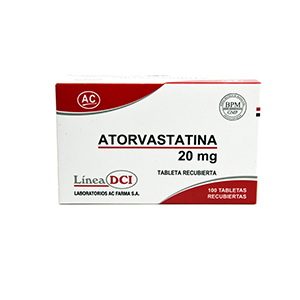 AC
BPM
GMP
ATORVASTATINA
20 mg
TABLETA RECUBIERTA
Línea DCI
LABORATORIOS AC FARMA S.A.
100 TABLETAS
RECUBIERTAS